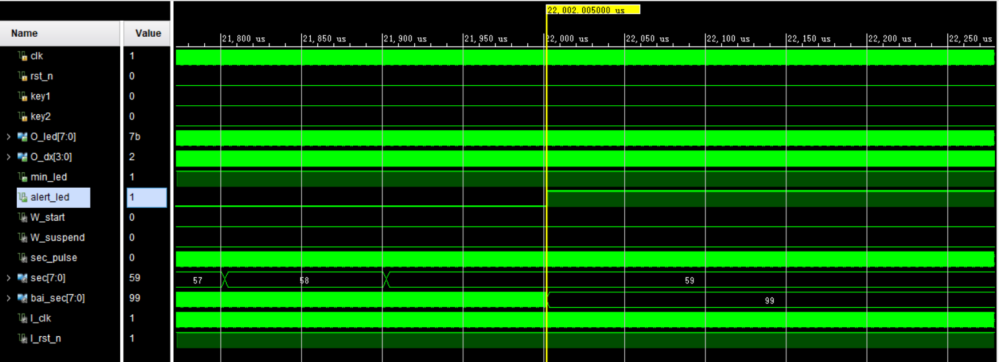 22,002.005000 us
Name Value
21,800 us 21,850 us 21,900 us 21,950 us 22,000 us 22,050 us 22,100 us 22,150 us 22,200 us 22,250 us
clk 1
rst_n 0
key1 0
key2 0
O_led[7:0] 7b
O_dx[3:0] 2
min_led 1
alert_led 1
W_start 0
W_suspend 0
sec_pulse 0
sec[7:0] 59 57 58 59
bai_sec[7:0] 99 99
I_clk 1
I_rst_n 1